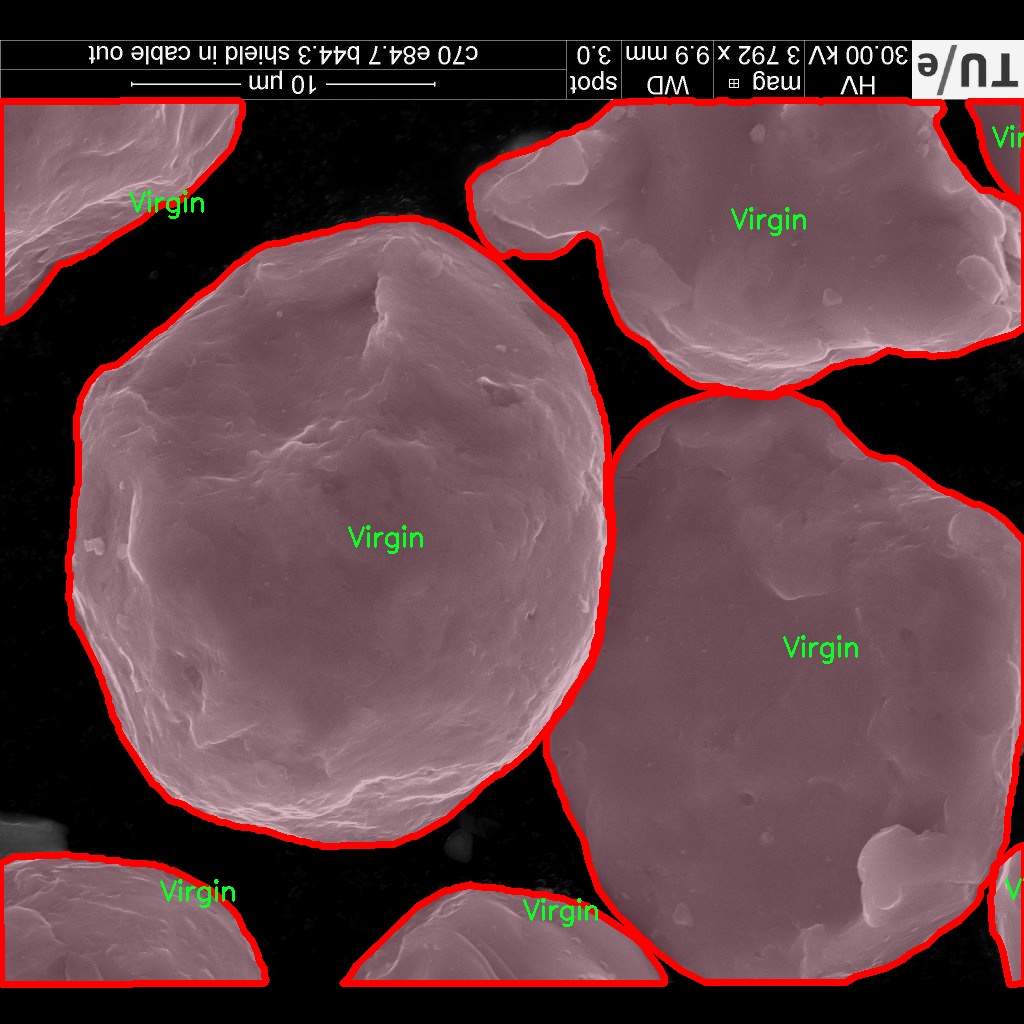 TU/e
HV mag ⊞ WD spot 10 µm
30.00 kV 3 792 x 9.9 mm 3.0 c70 e84.7 b44.3 shield in cable out
Vir
Virgin
Virgin
Virgin
Virgin
Virgin
Virgin
V